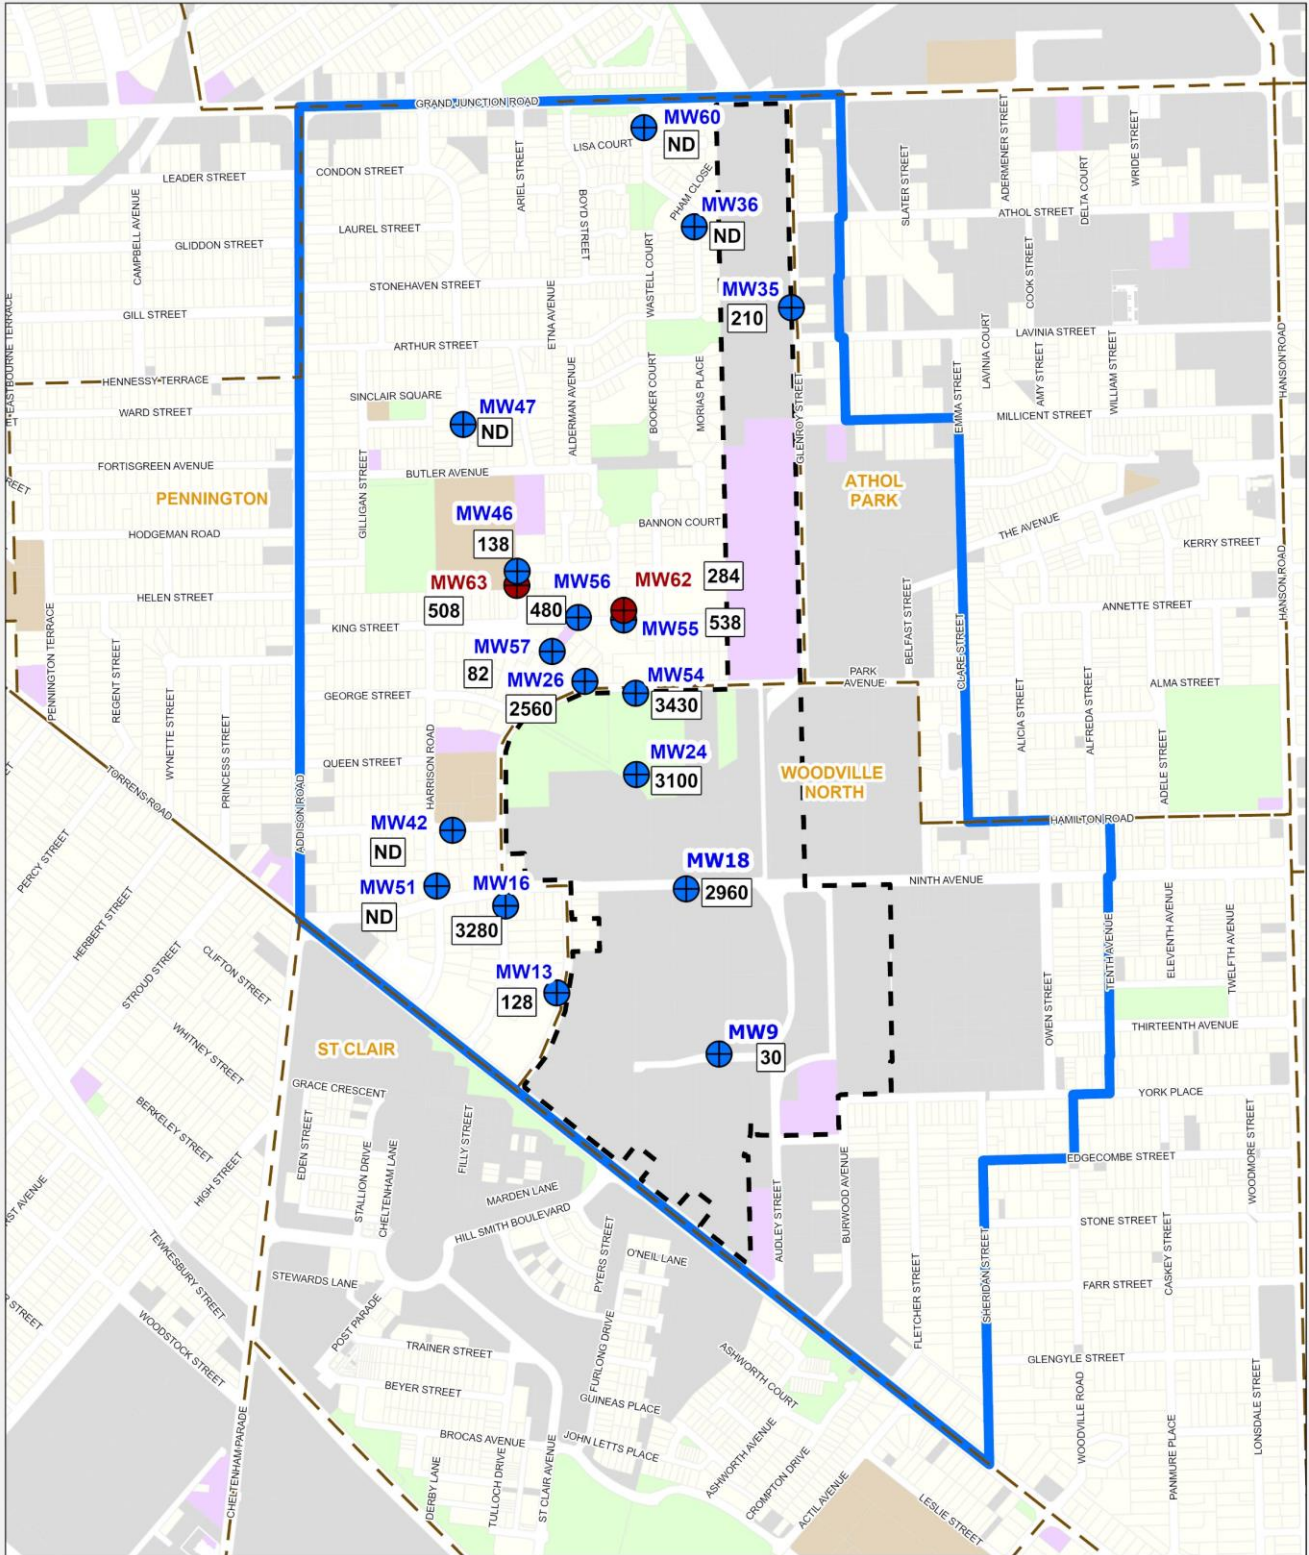 GRAND JUNCTION ROAD
MW60
ND
LISA COURT
CONDON STREET
LEADER STREET
ARIEL STREET
BOYD STREET
PHAM CLOSE
SLATER STREET
ADERMENER STREET
DELTA COURT
WRIDE STREET
CAMPBELL AVENUE
LAUREL STREET
GLIDDON STREET
MW36
ND
ATHOL STREET
WASTELL COURT
STONEHAVEN STREET
COOK STREET
MW35
210
EASTBOURNE TERRACE
GILL STREET
ETNA AVENUE
ARTHUR STREET
LAVINIA STREET
LAVINIA COURT
AMY STREET
WILLIAM STREET
HANSON ROAD
HENNESSY TERRACE
SINCLAIR SQUARE
ALDERMAN AVENUE
BOOKER COURT
MORIAS PLACE
GLENROY STREET
EMMA STREET
WARD STREET
MW47
ND
MILLICENT STREET
ET
FORTISGREEN AVENUE
GILLIGAN STREET
BUTLER AVENUE
REET
PENNINGTON
ATHOL
PARK
MW46
138
BANNON COURT
THE AVENUE
HODGEMAN ROAD
KERRY STREET
HANSON ROAD
MW63
508
MW56
480
MW62
284
HELEN STREET
ANNETTE STREET
BELFAST STREET
KING STREET
MW55
538
PENNINGTON TERRACE
REGENT STREET
CLARE STREET
MW57
82
MW26
2560
MW54
3430
PARK
AVENUE
ALMA STREET
GEORGE STREET
WYNETTE STREET
PRINCESS STREET
ALICIA STREET
ALFREDA STREET
ADELE STREET
HARRISON ROAD
QUEEN STREET
MW24
3100
WOODVILLE
NORTH
TORRENS ROAD
ADDISON ROAD
MW42
ND
HAMILTON ROAD
PERCY STREET
MW51
ND
MW16
3280
MW18
2960
NINTH AVENUE
HERBERT STREET
STROUD STREET
CLIFTON STREET
TENTH AVENUE
ELEVENTH AVENUE
TWELFTH AVENUE
MW13
128
OWEN STREET
THIRTEENTH AVENUE
WHITNEY STREET
ST CLAIR
MW9
30
GRACE CRESCENT
YORK PLACE
BERKELEY STREET
EDEN STREET
FILLY STREET
STALLION DRIVE
CHELTENHAM LANE
HIGH STREET
BURWOOD AVENUE
EDGECOMBE STREET
WOODMORE STREET
MARDEN LANE
AUDLEY STREET
HILL SMITH BOULEVARD
STONE STREET
CASKEY STREET
TEWKESBURY STREET
PYERS STREET
O'NEIL LANE
FLETCHER STREET
SHERIDAN STREET
STEWARDS LANE
FARR STREET
WOODSTOCK STREET
POST PARADE
FURLONG DRIVE
TRAINER STREET
ASHWORTH COURT
GLENGYLE STREET
BEYER STREET
GUINEAS PLACE
WOODVILLE ROAD
PANMURE PLACE
LONSDALE STREET
CHELTENHAM PARADE
BROCAS AVENUE
JOHN LETTS PLACE
ASHWORTH AVENUE
CROMPTON DRIVE
ACTIL AVENUE
LESLIE STREET
DERBY LANE
TULLOCH DRIVE
ST CLAIR AVENUE